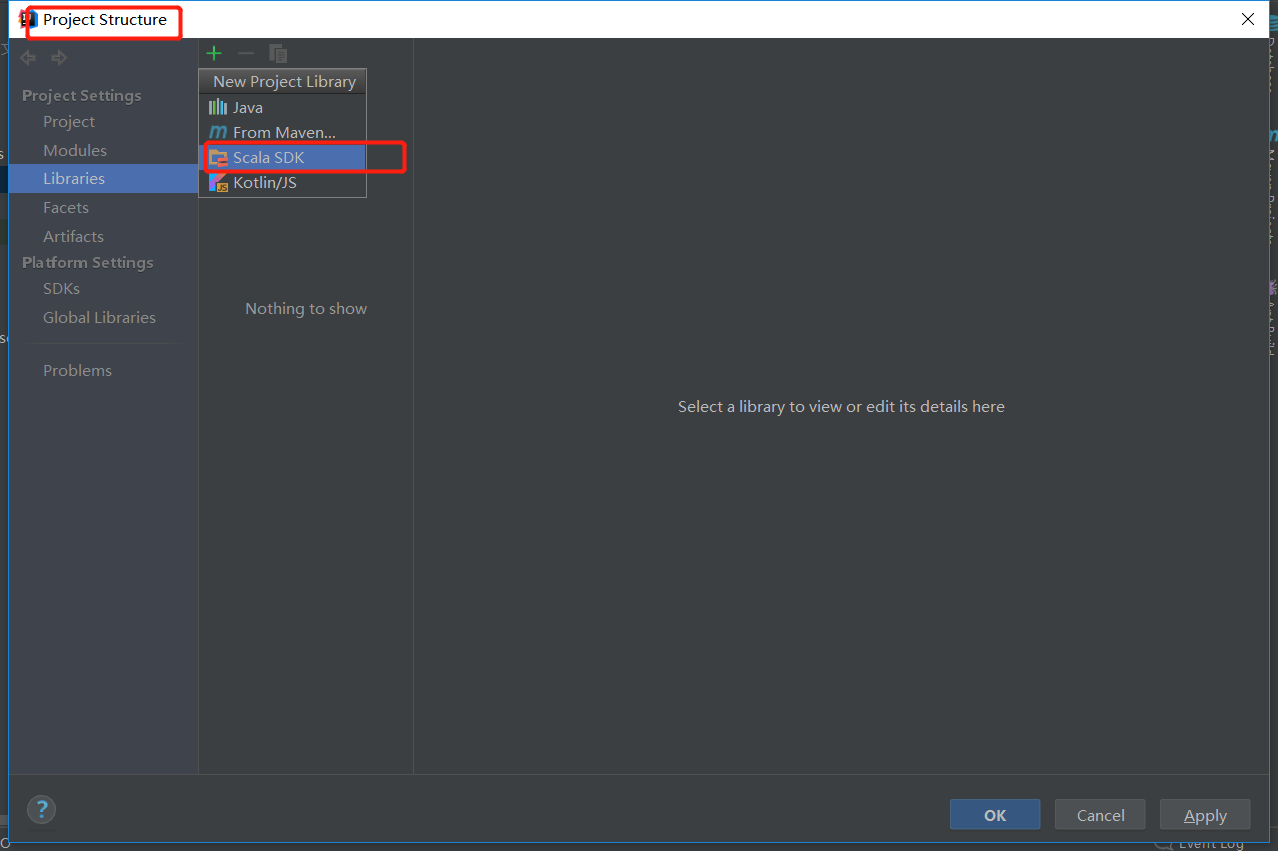 Project Structure
Project Settings
Project
Modules
Libraries
Facets
Artifacts
Platform Settings
SDKs
Global Libraries
Problems
New Project Library
Java
From Maven...
Scala SDK
Kotlin/JS
Nothing to show
Select a library to view or edit its details here
?
OK
Cancel
Apply
Event Log